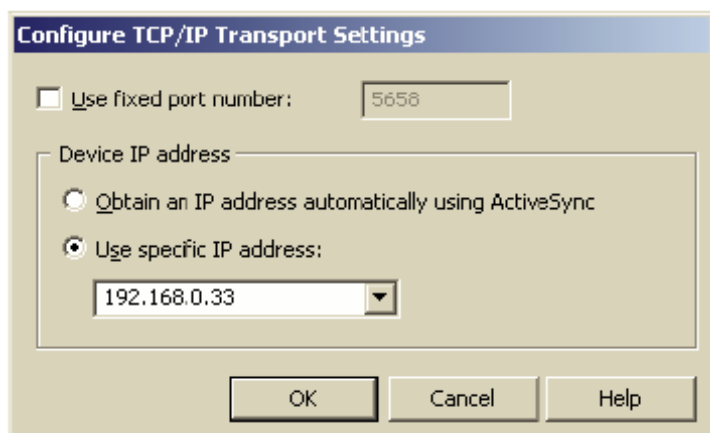 Configure TCP/IP Transport Settings
Use fixed port number: 5658
Device IP address
Obtain an IP address automatically using ActiveSync
Use specific IP address:
192.168.0.33
OK Cancel Help